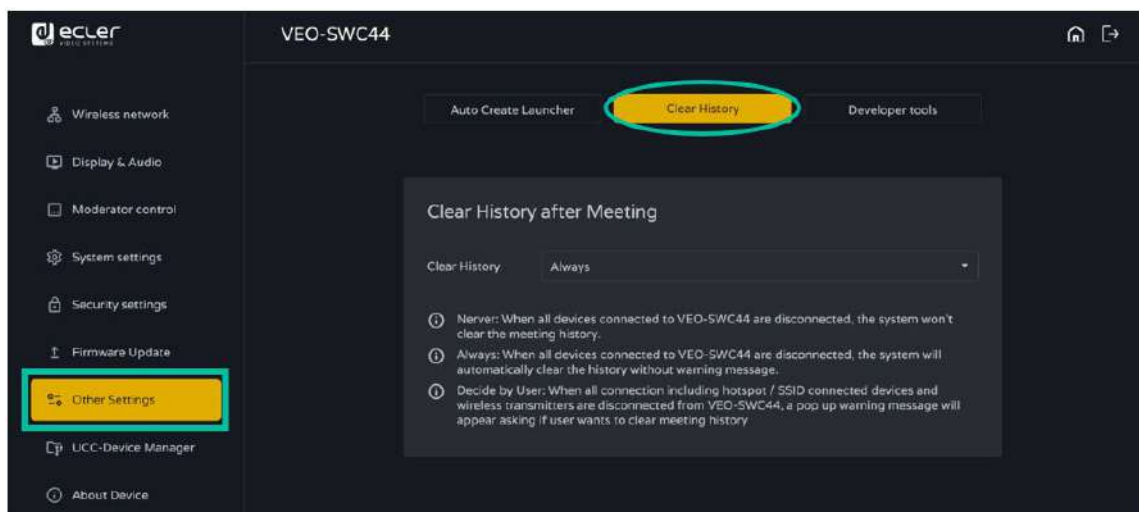 ecler
VIDEO SYSTEMS
VEO-SWC44
Wireless network
Display & Audio
Moderator control
System settings
Security settings
Firmware Update
Other Settings
UCC-Device Manager
About Device
Auto Create Launcher
Clear History
Developer tools
Clear History after Meeting
Clear History
Always
Nerver: When all devices connected to VEO-SWC44 are disconnected, the system won't
clear the meeting history.
Always: When all devices connected to VEO-SWC44 are disconnected, the system will
automatically clear the history without warning message.
Decide by User: When all connection including hotspot / SSID connected devices and
wireless transmitters are disconnected from VEO-SWC44, a pop up warning message will
appear asking if user wants to clear meeting history